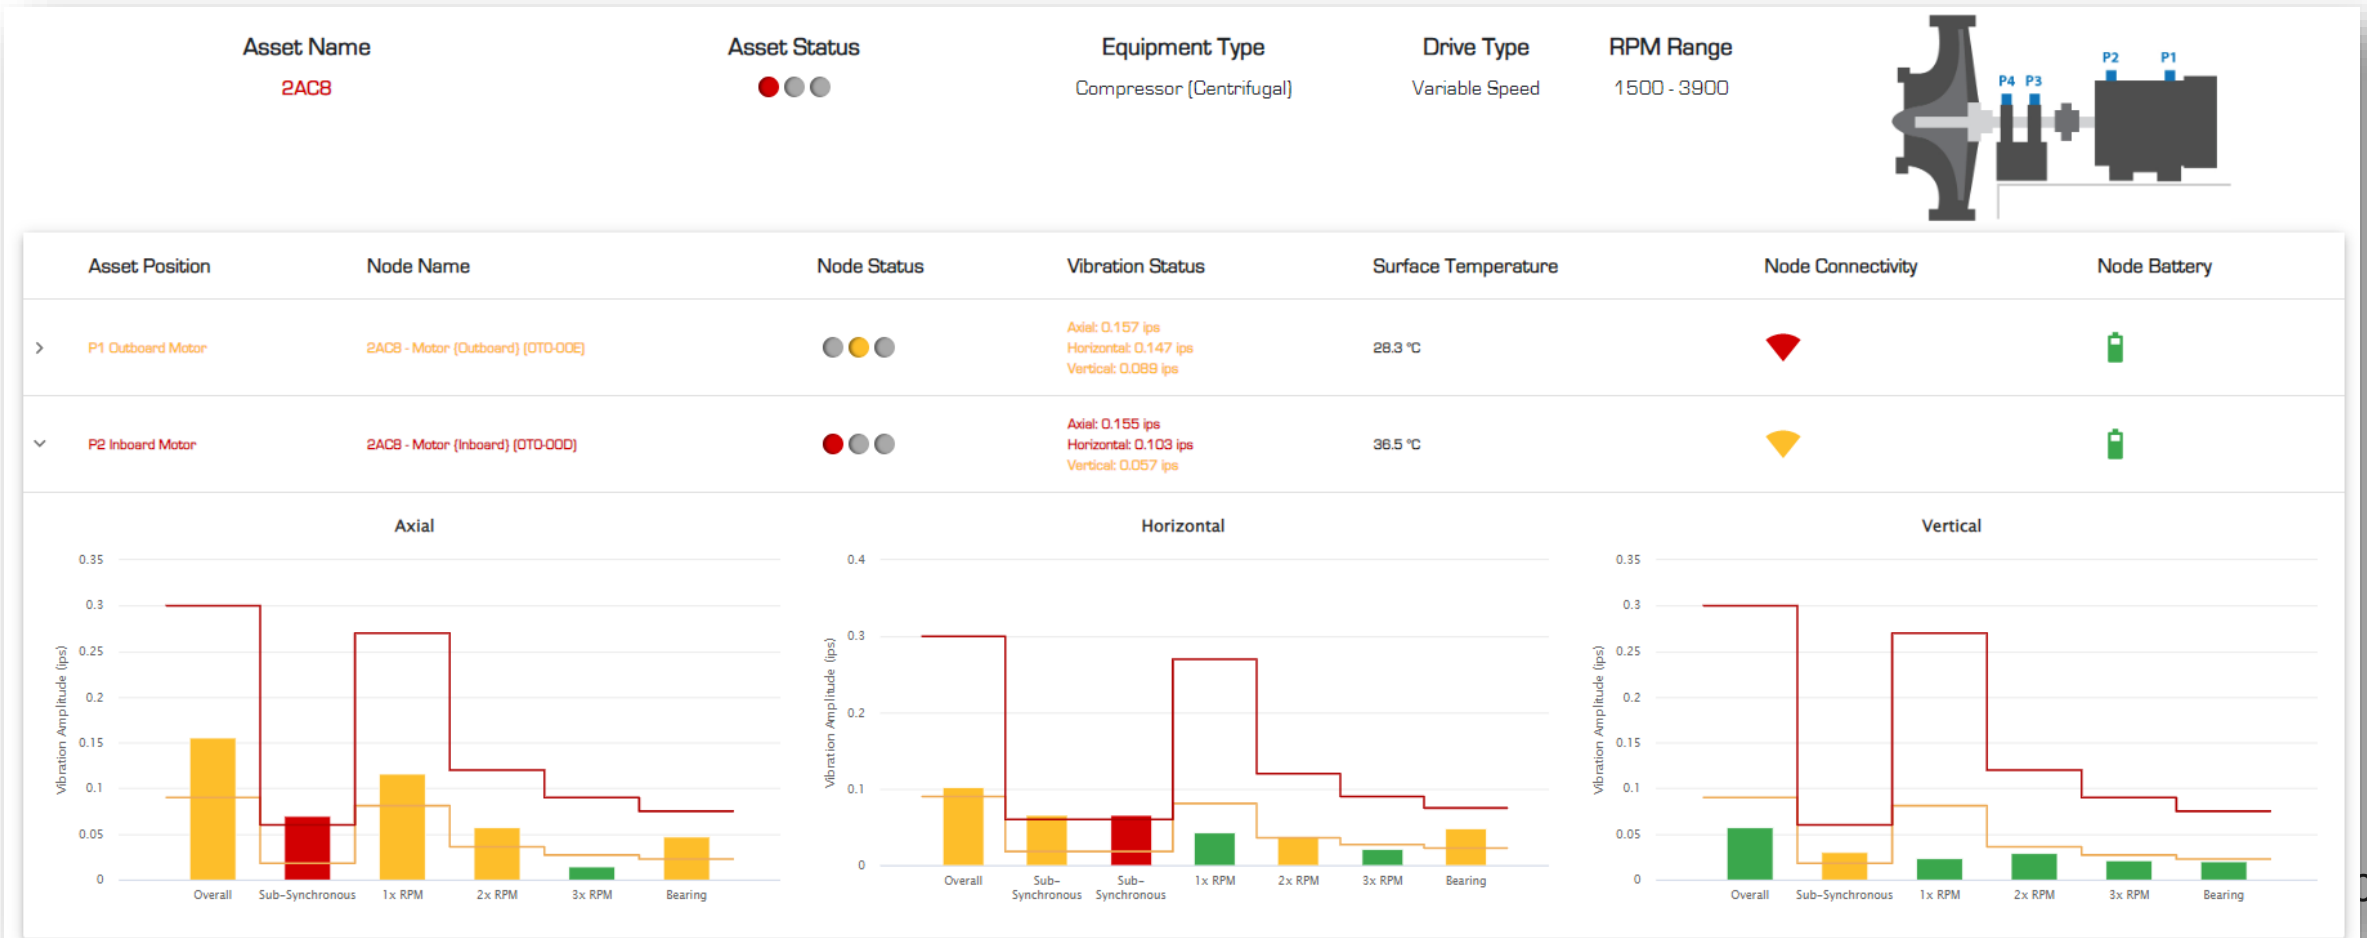 Asset Name
Asset Status
Equipment Type
Drive Type
RPM Range
2AC8
Compressor (Centrifugal)
Variable Speed
1500 - 3900
P2
P1
P4
P3
Asset Position
Node Name
Node Status
Vibration Status
Surface Temperature
Node Connectivity
Node Battery
P1 Outboard Motor
2AC8 - Motor (Outboard) (0T0-00E)
Axial: 0.157 ips
Horizontal: 0.147 ips
Vertical: 0.089 ips
28.3 °C
P2 Inboard Motor
2AC8 - Motor (Inboard) (0T0-00D)
Axial: 0.155 ips
Horizontal: 0.103 ips
Vertical: 0.057 ips
36.5 °C
Axial
Vibration Amplitude (ips)
0.35
0.3
0.25
0.2
0.15
0.1
0.05
0
Overall
Sub-Synchronous
1x RPM
2x RPM
3x RPM
Bearing
Horizontal
Vibration Amplitude (ips)
0.4
0.3
0.2
0.1
0
Overall
Sub-
Synchronous
Sub-
Synchronous
1x RPM
2x RPM
3x RPM
Bearing
Vertical
Vibration Amplitude (ips)
0.35
0.3
0.25
0.2
0.15
0.1
0.05
0
Overall
Sub-Synchronous
1x RPM
2x RPM
3x RPM
Bearing